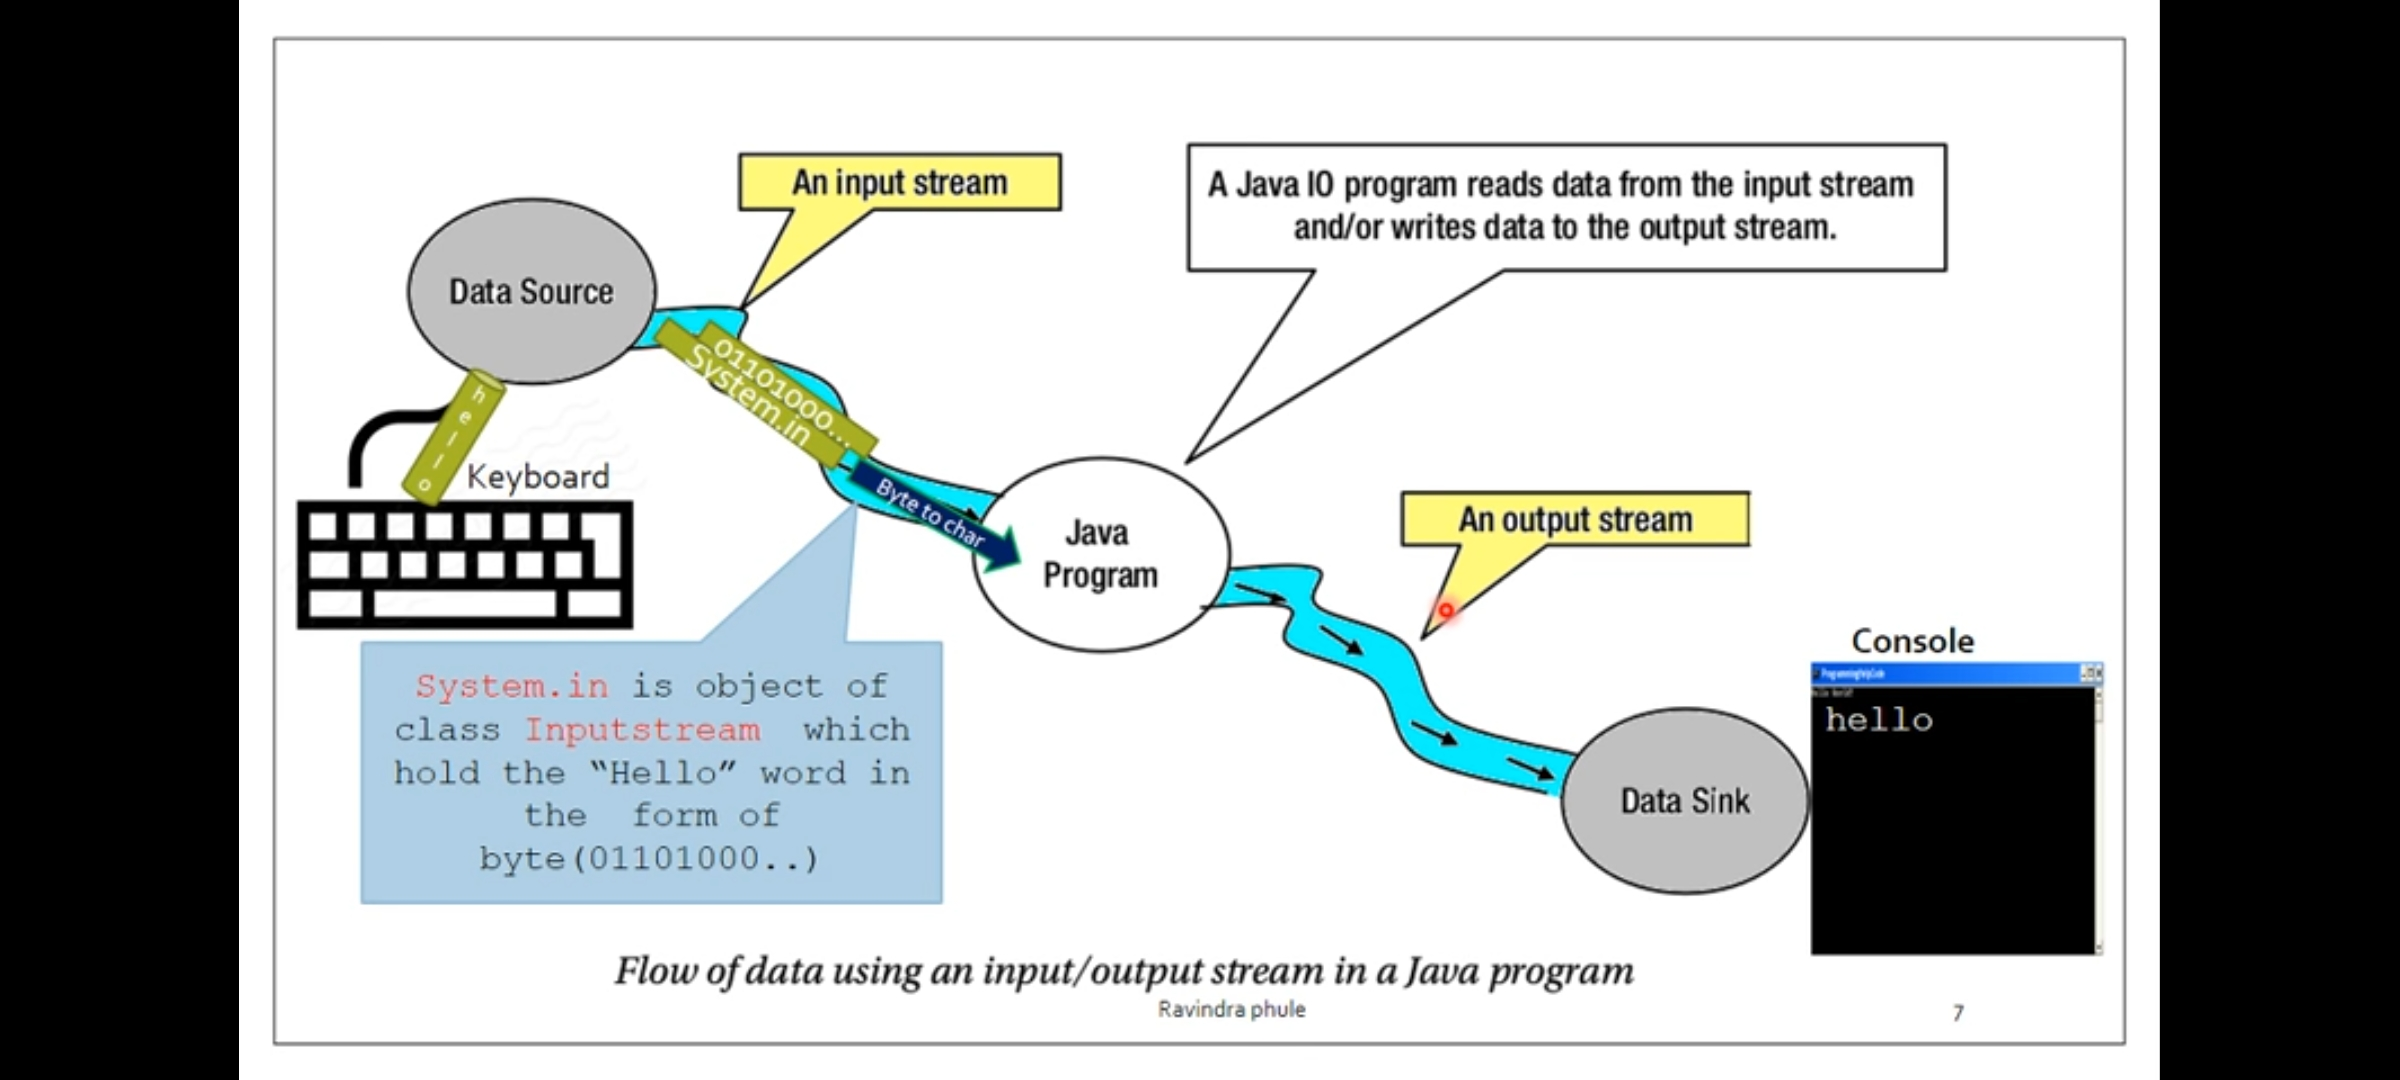 An input stream
A Java IO program reads data from the input stream
and/or writes data to the output stream.
Data Source
01101000...
System.in
hello
Keyboard
Byte to char
Java
Program
An output stream
System.in is object of
class Inputstream which
hold the “Hello” word in
the form of
byte(01101000..)
Console
hello
Data Sink
Flow of data using an input/output stream in a Java program
Ravindra phule
7